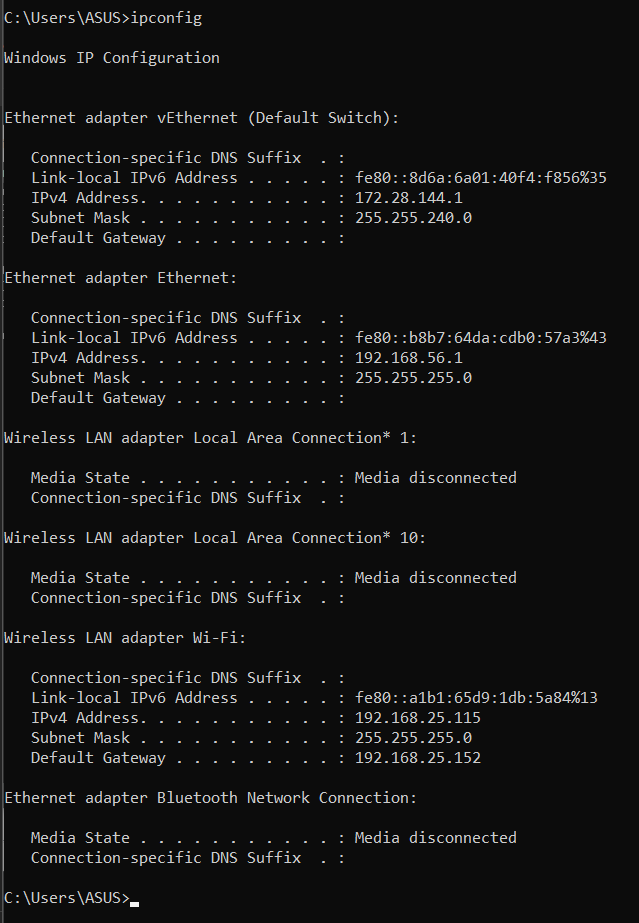 C:\Users\ASUS>ipconfig
Windows IP Configuration
Ethernet adapter vEthernet (Default Switch):
Connection-specific DNS Suffix  . :
Link-local IPv6 Address . . . . . : fe80::8d6a:6a01:40f4:f856%35
IPv4 Address. . . . . . . . . . . : 172.28.144.1
Subnet Mask . . . . . . . . . . . : 255.255.240.0
Default Gateway . . . . . . . . . :
Ethernet adapter Ethernet:
Connection-specific DNS Suffix  . :
Link-local IPv6 Address . . . . . : fe80::b8b7:64da:cdb0:57a3%43
IPv4 Address. . . . . . . . . . . : 192.168.56.1
Subnet Mask . . . . . . . . . . . : 255.255.255.0
Default Gateway . . . . . . . . . :
Wireless LAN adapter Local Area Connection* 1:
Media State . . . . . . . . . . . : Media disconnected
Connection-specific DNS Suffix  . :
Wireless LAN adapter Local Area Connection* 10:
Media State . . . . . . . . . . . : Media disconnected
Connection-specific DNS Suffix  . :
Wireless LAN adapter Wi-Fi:
Connection-specific DNS Suffix  . :
Link-local IPv6 Address . . . . . : fe80::a1b1:65d9:1db:5a84%13
IPv4 Address. . . . . . . . . . . : 192.168.25.115
Subnet Mask . . . . . . . . . . . : 255.255.255.0
Default Gateway . . . . . . . . . : 192.168.25.152
Ethernet adapter Bluetooth Network Connection:
Media State . . . . . . . . . . . : Media disconnected
Connection-specific DNS Suffix  . :
C:\Users\ASUS>